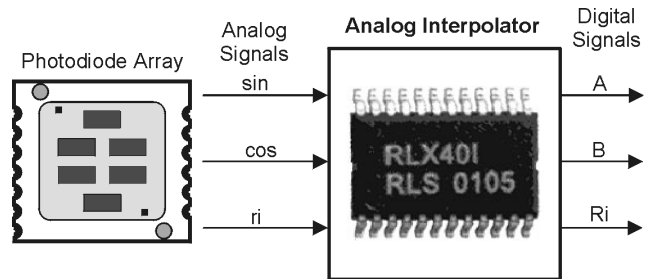 Photodiode Array
Analog
Signals
sin
cos
ri
Analog Interpolator
RLX40I
RLS 0105
Digital
Signals
A
B
Ri